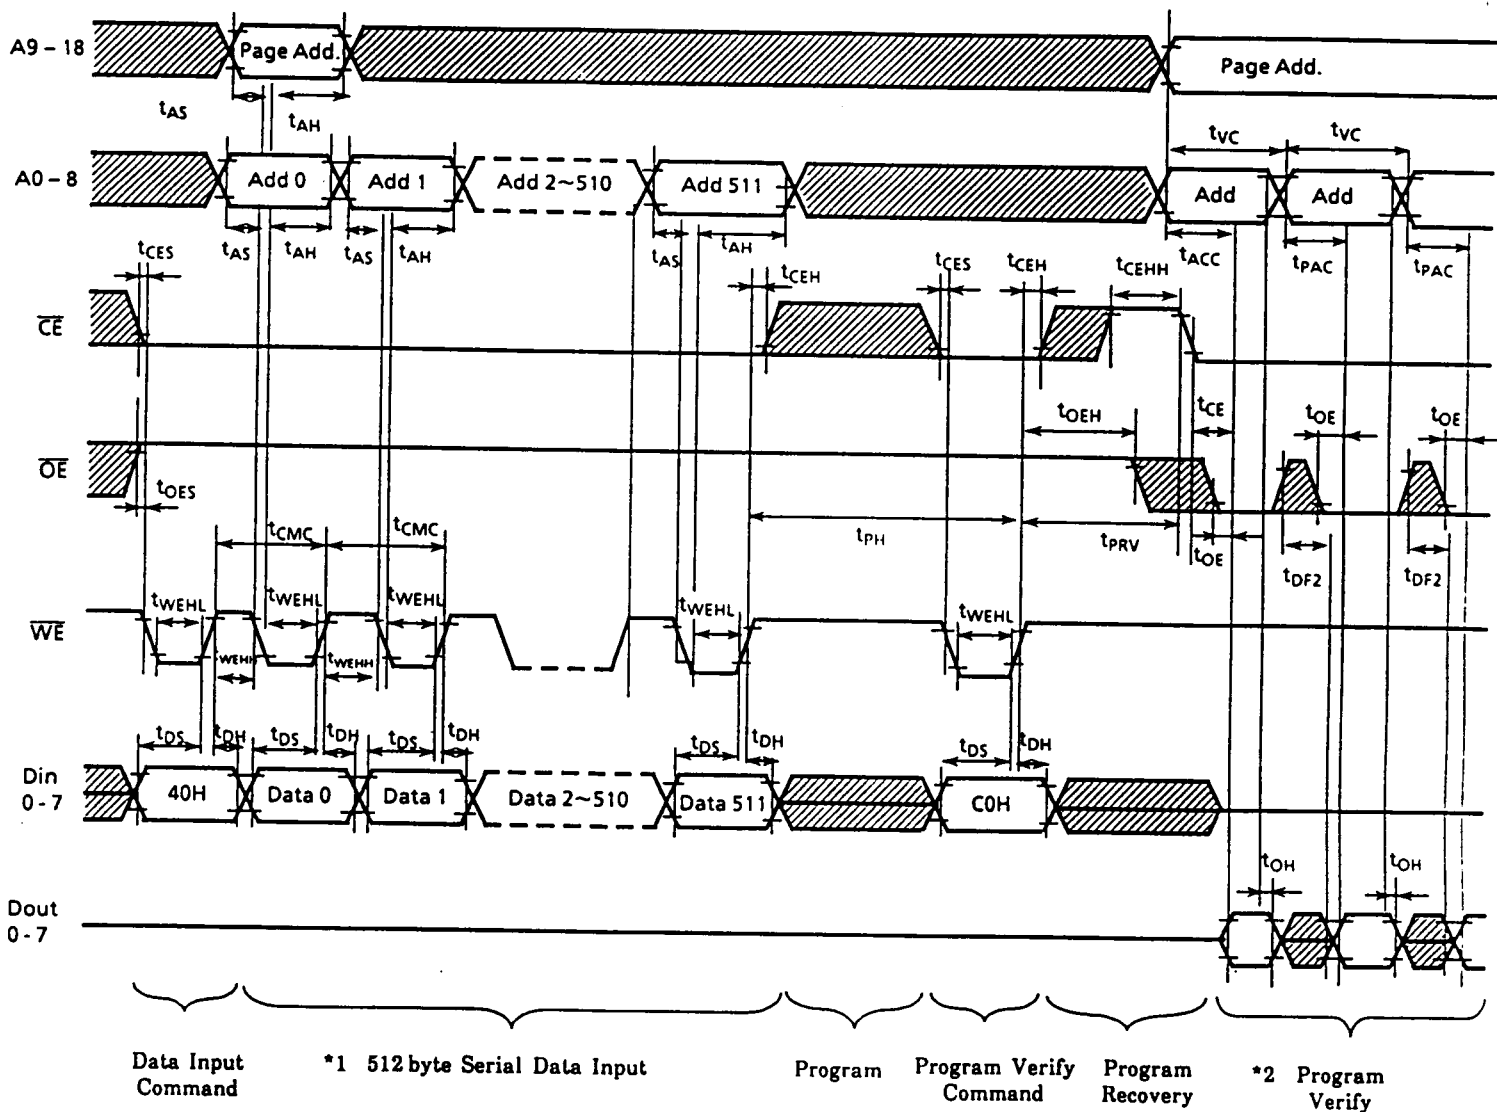 A9 - 18 Page Add. Page Add.
tAS tAH tVC tVC
A0 - 8 Add 0 Add 1 Add 2~510 Add 511 Add Add
tAS tAH tAS tAH tAS tAH tACC tPAC tPAC
tCES tCEH tCES tCEH tCEHH
CE
tOEH tCE tOE tOE
OE
tOES
tCMC tCMC tPH tPRV tOE tDF2 tDF2
tWEHL tWEHL tWEHL tWEHL tWEHL
WE
tWEHH tWEHH
tDS tDH tDS tDH tDS tDH tDS tDH tDS tDH
Din
0 - 7
40H Data 0 Data 1 Data 2~510 Data 511 C0H
tOH tOH
Dout
0 - 7
Data Input
Command
*1 512 byte Serial Data Input
Program
Program Verify
Command
Program
Recovery
*2 Program
Verify